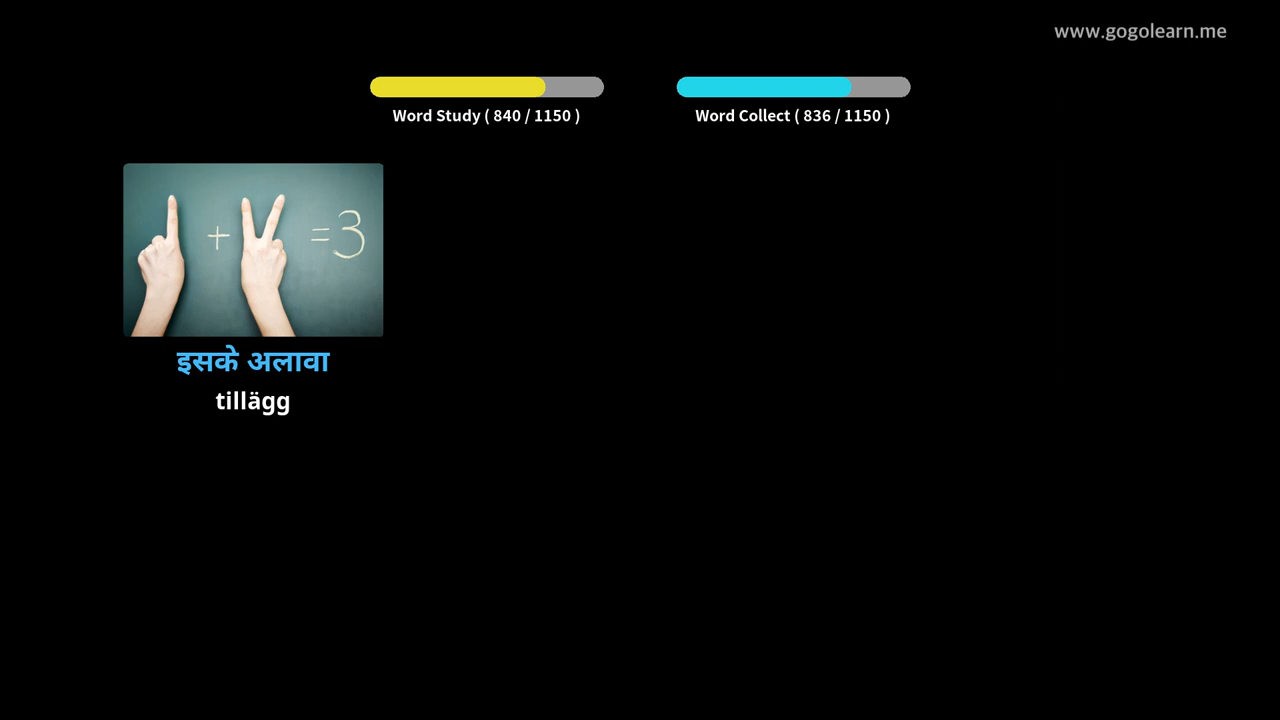 www.gogolearn.me
Word Study ( 840 / 1150 )
Word Collect ( 836 / 1150 )
+ =3
इसके अलावा
tillägg